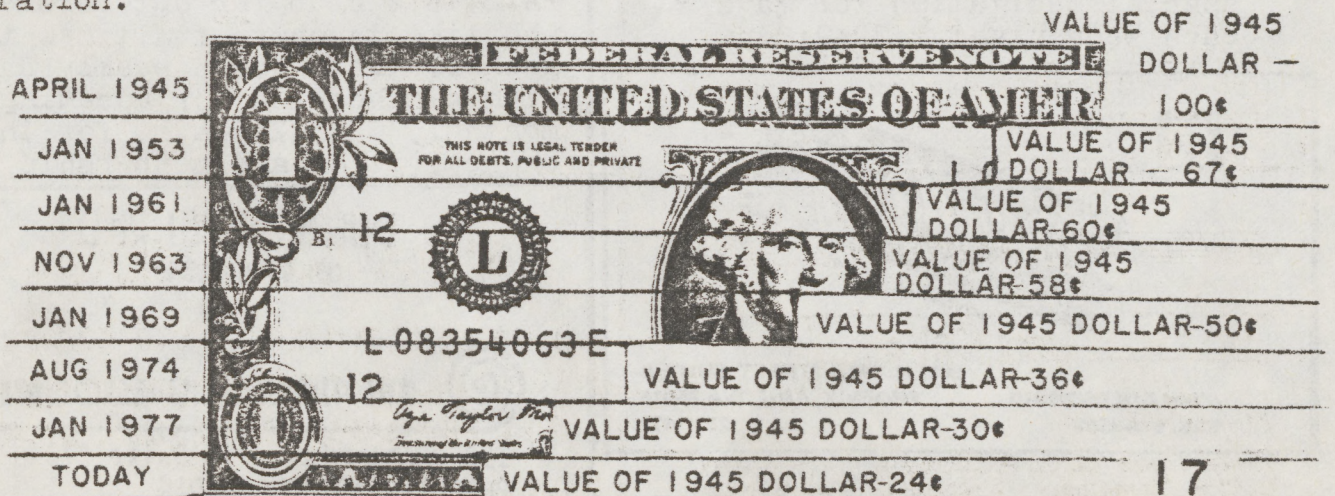 ration.
VALUE OF 1945
DOLLAR —
100¢
FEDERAL RESERVE NOTE
THE UNITED STATES OF AMER
APRIL 1945
THIS NOTE IS LEGAL TENDER
FOR ALL DEBTS, PUBLIC AND PRIVATE
JAN 1953
VALUE OF 1945
DOLLAR — 67¢
JAN 1961
VALUE OF 1945
DOLLAR-60¢
B
12
L
NOV 1963
VALUE OF 1945
DOLLAR-58¢
JAN 1969
VALUE OF 1945 DOLLAR-50¢
L 08354063 E
AUG 1974
12
VALUE OF 1945 DOLLAR-36¢
JAN 1977
VALUE OF 1945 DOLLAR-30¢
TODAY
VALUE OF 1945 DOLLAR-24¢
17